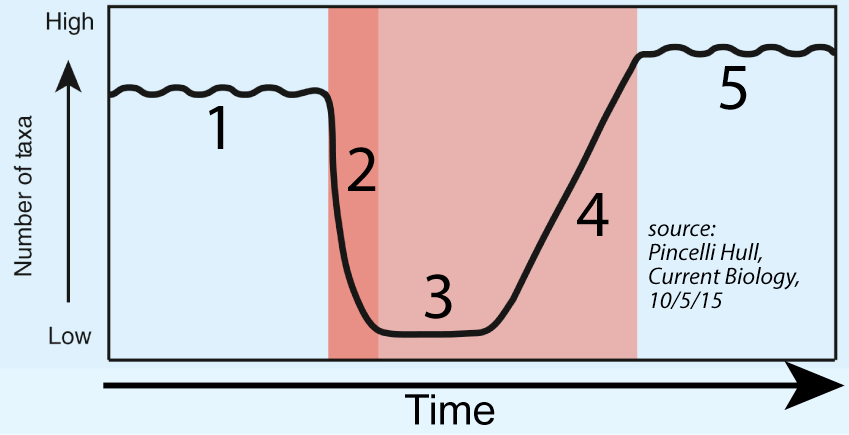 High
Number of taxa
Low
1
2
3
4
5
source:
Pincelli Hull,
Current Biology,
10/5/15
Time